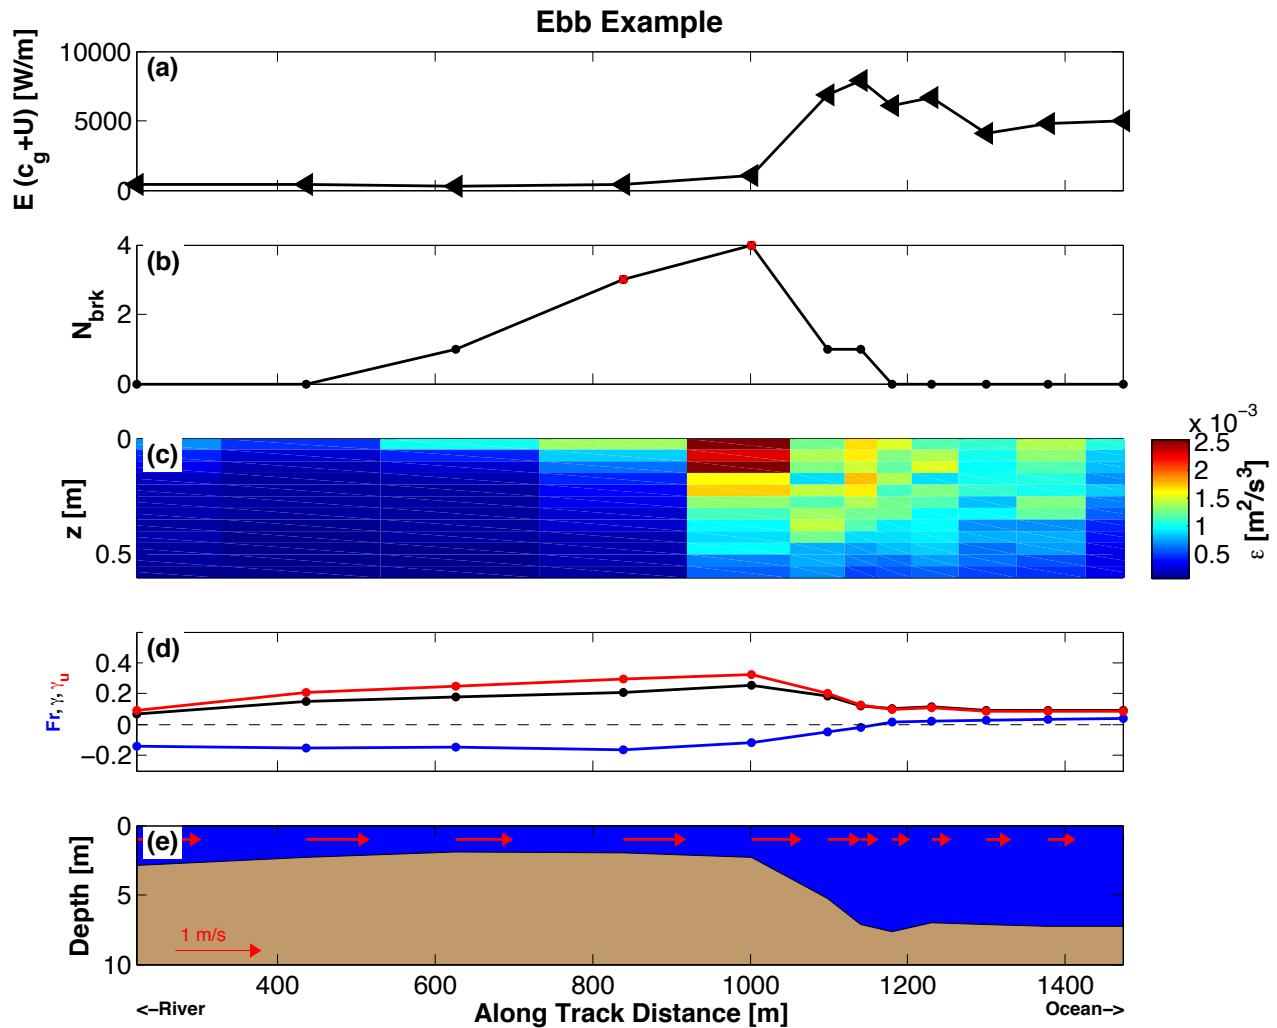 Ebb Example
E (c_g+U) [W/m]
10000
5000
0
(a)
N_brk
4
2
0
(b)
z [m]
0
0.5
(c)
x 10^−3
2.5
2
1.5
1
0.5
ε [m²/s³]
Fr, γ, γ_u
0.4
0.2
0
−0.2
(d)
Depth [m]
0
5
10
(e)
1 m/s
400 600 800 1000 1200 1400
<−River
Along Track Distance [m]
Ocean−>